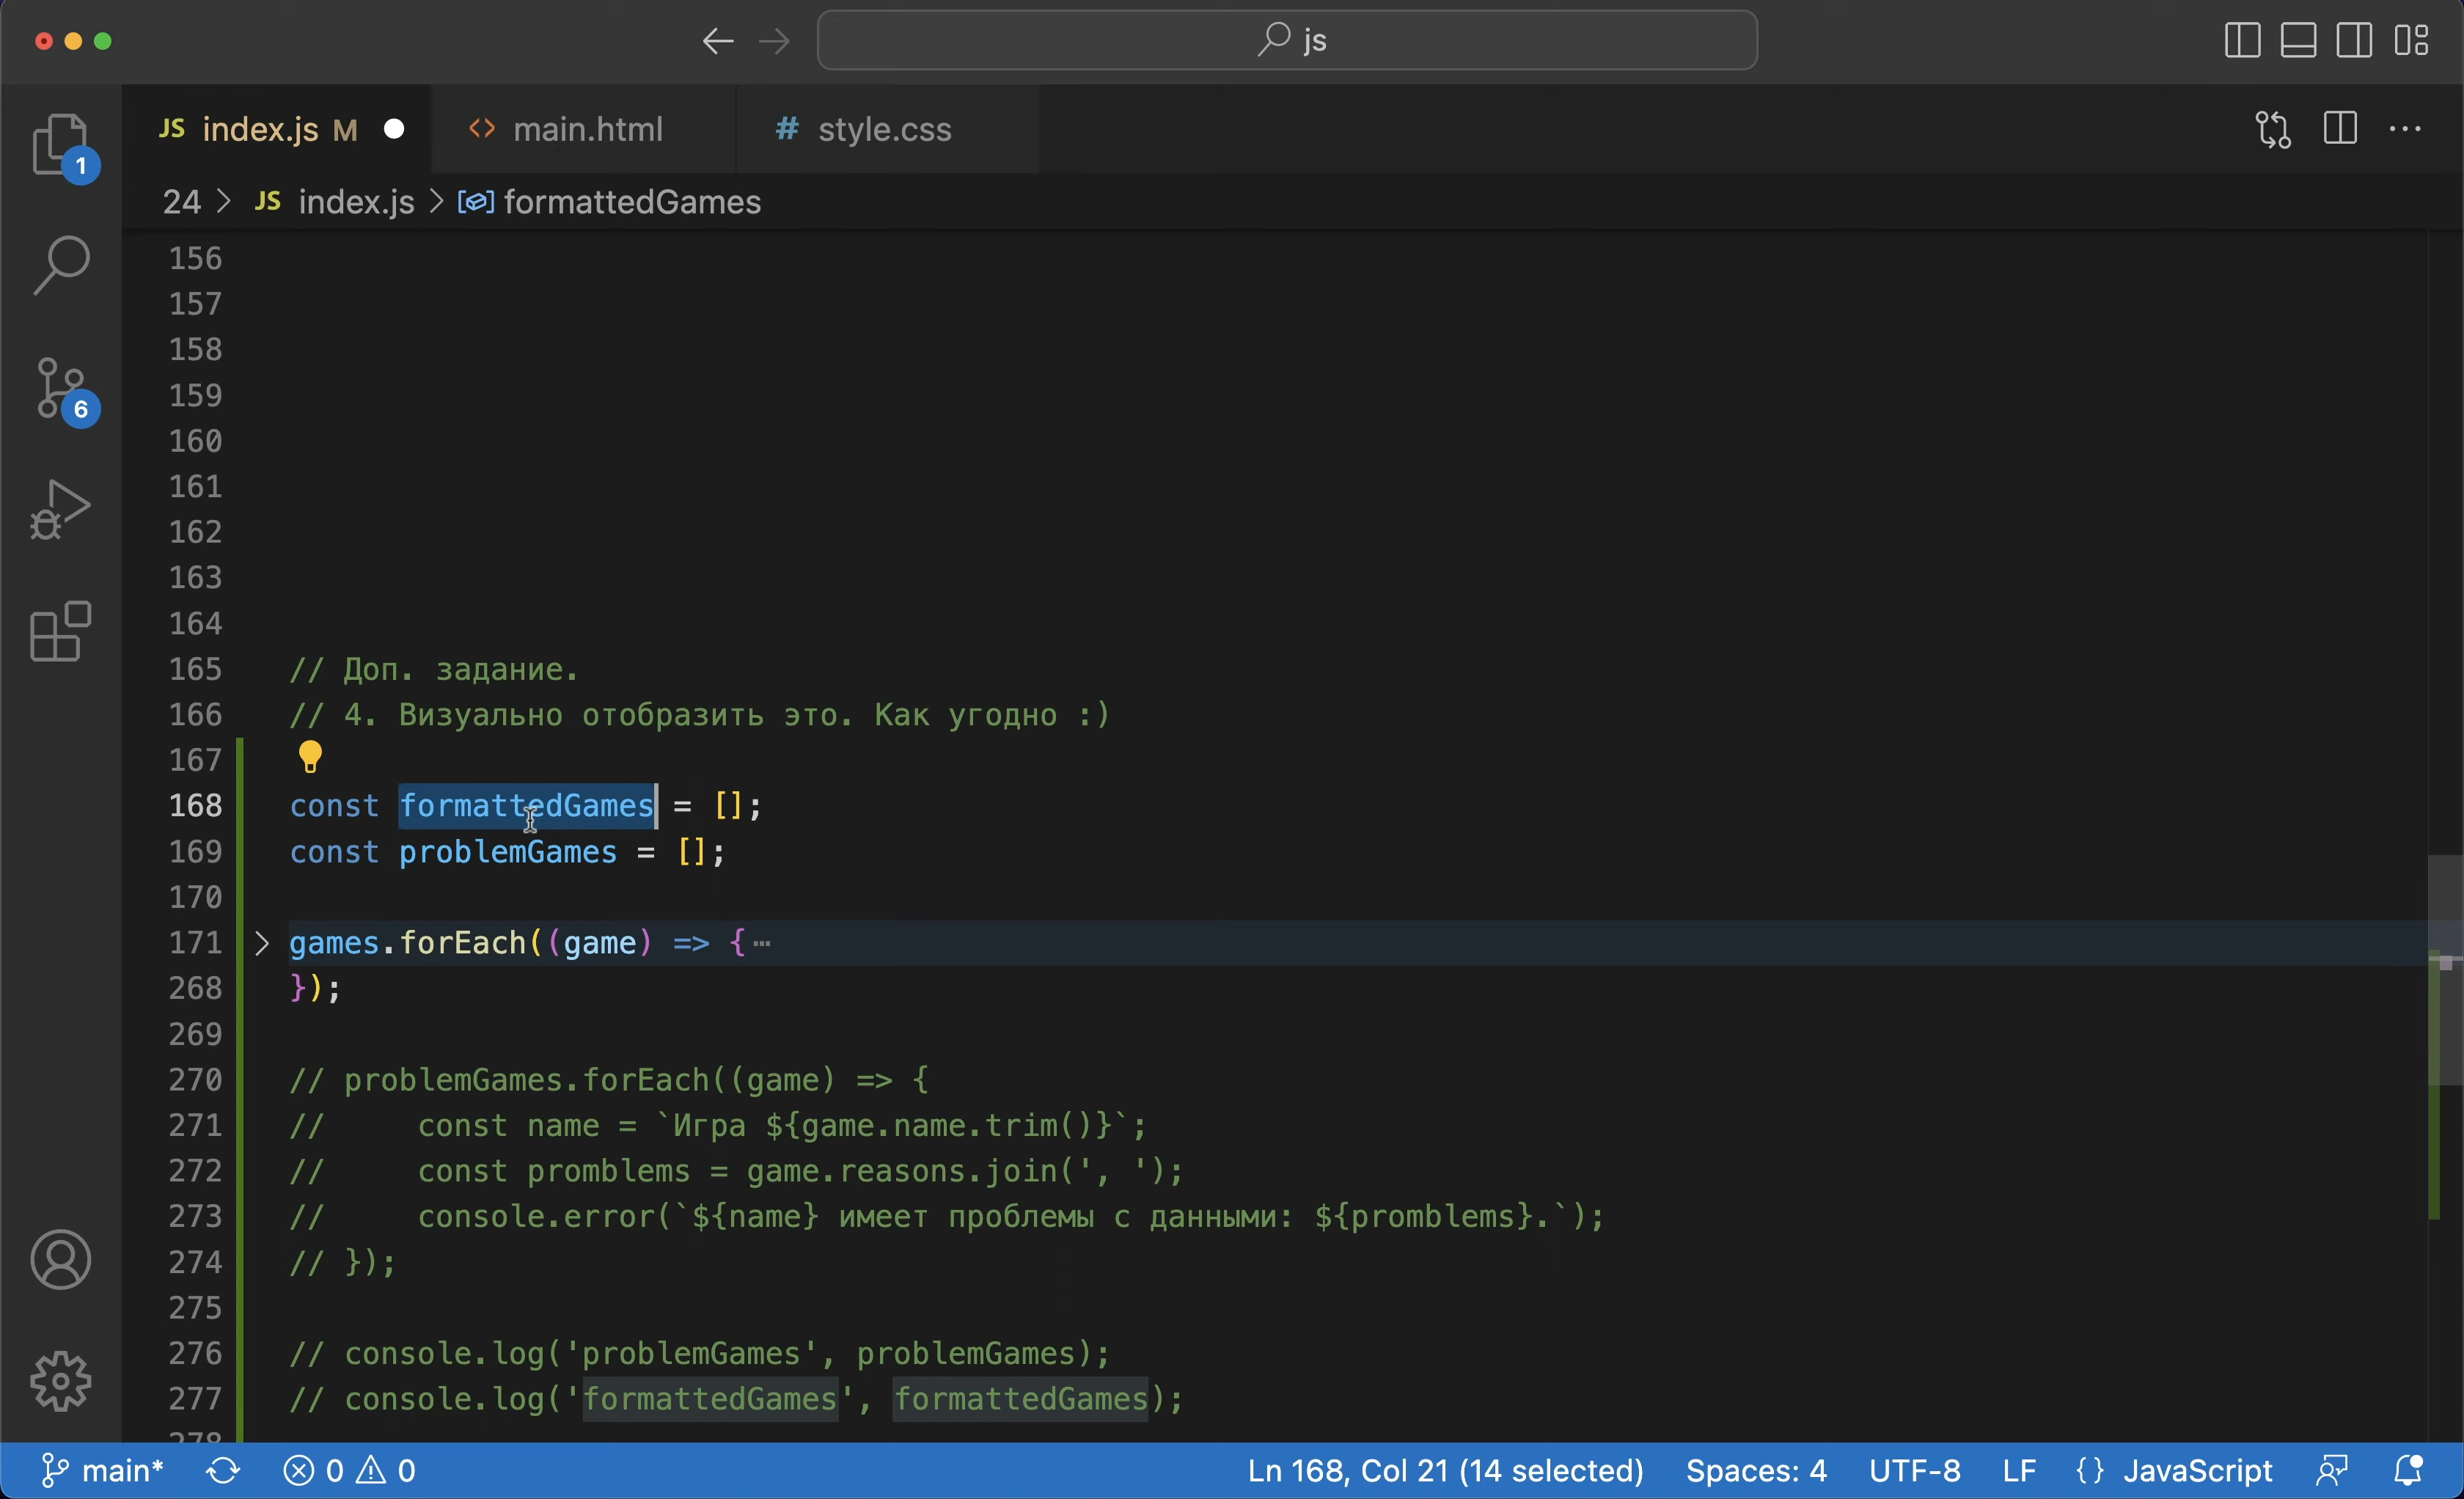 js
JS index.js M
<> main.html
# style.css
24 > JS index.js > formattedGames
1
6
156
157
158
159
160
161
162
163
164
165 // Доп. задание.
166 // 4. Визуально отобразить это. Как угодно :)
167
168 const formattedGames = [];
169 const problemGames = [];
170
171 > games.forEach((game) => {⋯
268 });
269
270 // problemGames.forEach((game) => {
271 //     const name = `Игра ${game.name.trim()}`;
272 //     const promblems = game.reasons.join(', ');
273 //     console.error(`${name} имеет проблемы с данными: ${promblems}.`);
274 // });
275
276 // console.log('problemGames', problemGames);
277 // console.log('formattedGames', formattedGames);
278
main* 0 0 Ln 168, Col 21 (14 selected) Spaces: 4 UTF-8 LF {} JavaScript